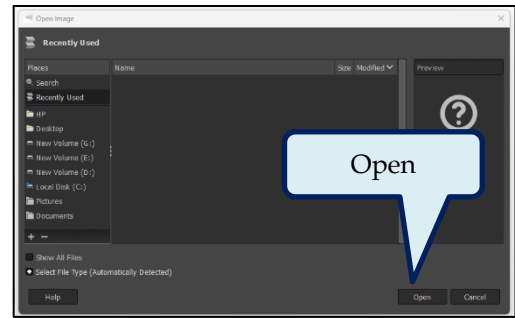 Open Image
Recently Used
Places Name Size Modified Preview
Search
Recently Used
HP
Desktop
New Volume (G:)
New Volume (E:)
New Volume (D:)
Local Disk (C:)
Pictures
Documents
Open
Show All Files
Select File Type (Automatically Detected)
Help Open Cancel